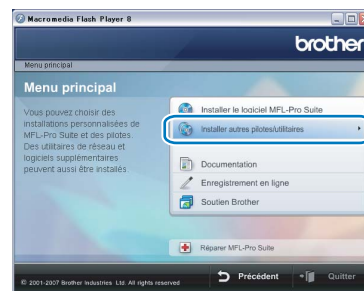 Macromedia Flash Player 8
brother
Menu principal
Menu principal
Vous pouvez choisir des
installations personnalisées de
MFL-Pro Suite et des pilotes.
Des utilitaires de réseau et
logiciels supplémentaires
peuvent aussi être installés.
Installer le logiciel MFL-Pro Suite
Installer autres pilotes/utilitaires
Documentation
Enregistrement en ligne
Soutien Brother
Réparer MFL-Pro Suite
© 2001-2007 Brother Industries Ltd. All rights reserved
Précédent
Quitter